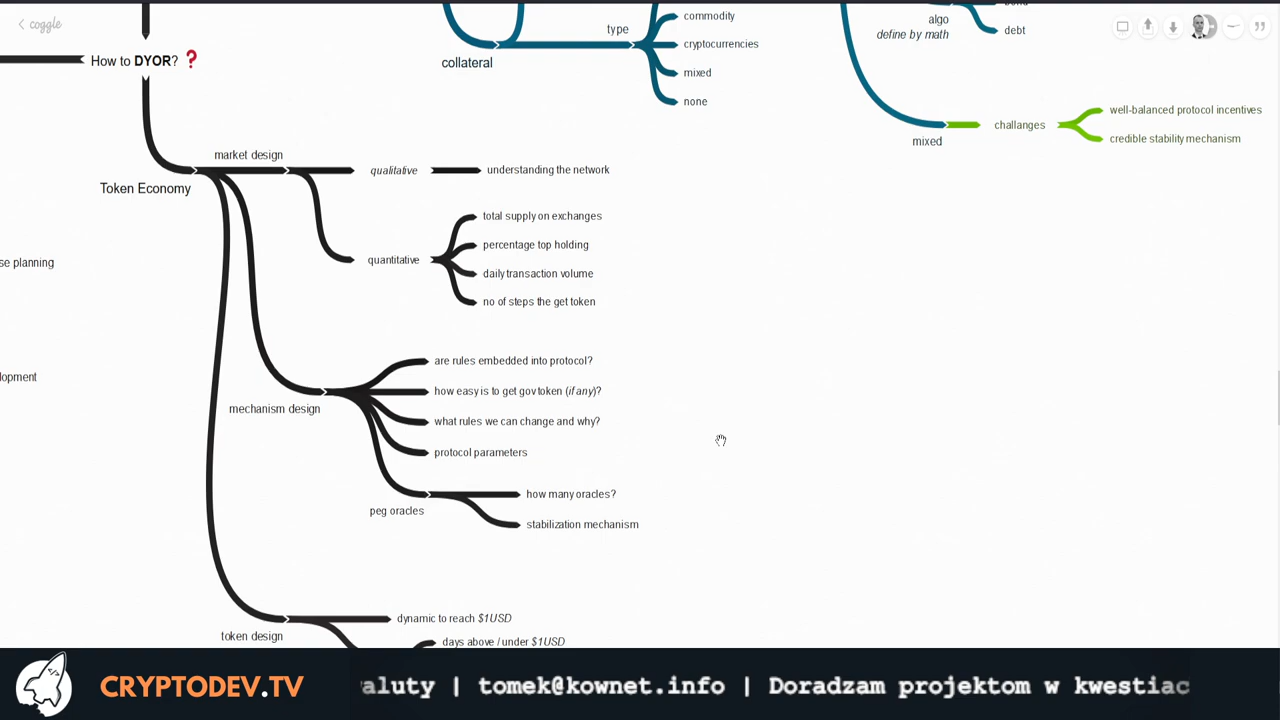 coggle
How to DYOR? ❓
collateral
type
commodity
cryptocurrencies
mixed
none
algo
define by math
debt
mixed
challanges
well-balanced protocol incentives
credible stability mechanism
Token Economy
market design
qualitative
understanding the network
quantitative
total supply on exchanges
percentage top holding
daily transaction volume
no of steps the get token
se planning
lopment
mechanism design
are rules embedded into protocol?
how easy is to get gov token (if any)?
what rules we can change and why?
protocol parameters
peg oracles
how many oracles?
stabilization mechanism
token design
dynamic to reach $1USD
days above / under $1USD
CRYPTODEV.TV
aluty | tomek@kownet.info | Doradzam projektom w kwestiac